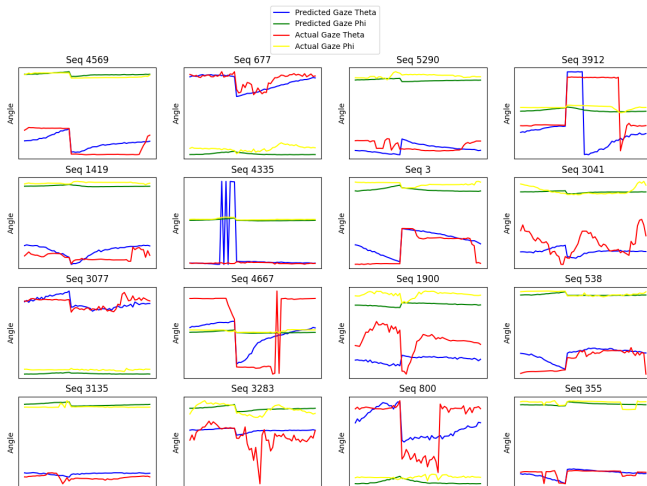 Predicted Gaze Theta
Predicted Gaze Phi
Actual Gaze Theta
Actual Gaze Phi
Seq 4569
Seq 677
Seq 5290
Seq 3912
Angle
Angle
Angle
Angle
Seq 1419
Seq 4335
Seq 3
Seq 3041
Angle
Angle
Angle
Angle
Seq 3077
Seq 4667
Seq 1900
Seq 538
Angle
Angle
Angle
Angle
Seq 3135
Seq 3283
Seq 800
Seq 355
Angle
Angle
Angle
Angle